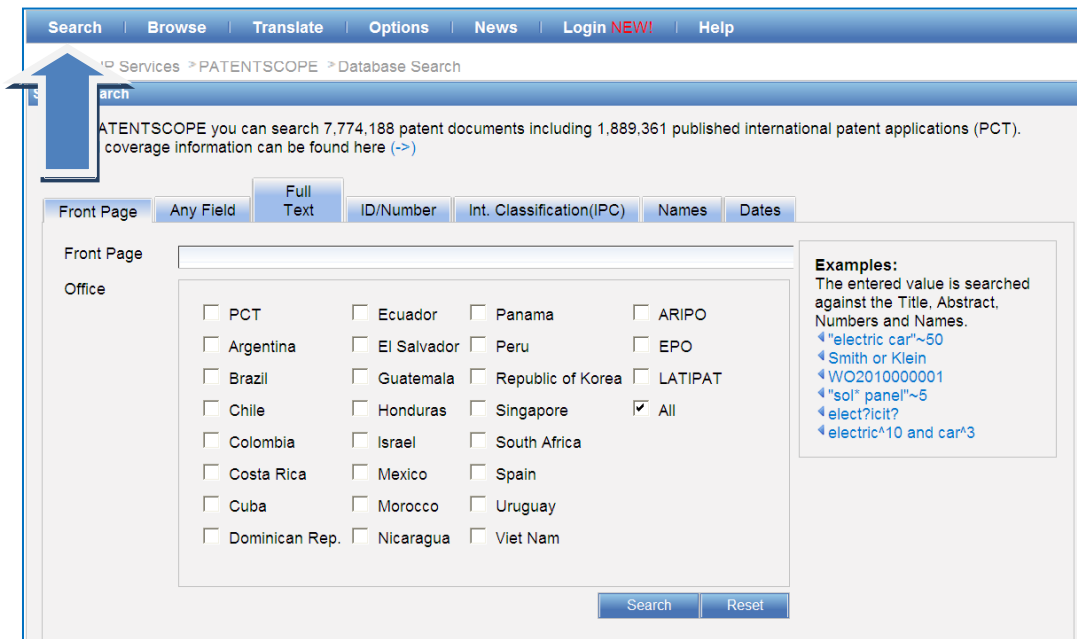 Search Browse Translate Options News Login NEW! Help
IP Services > PATENTSCOPE > Database Search
arch
ATENTSCOPE you can search 7,774,188 patent documents including 1,889,361 published international patent applications (PCT).
coverage information can be found here (->)
Front Page Any Field Full Text ID/Number Int. Classification(IPC) Names Dates
Front Page
Office
PCT Ecuador Panama ARIPO
Argentina El Salvador Peru EPO
Brazil Guatemala Republic of Korea LATIPAT
Chile Honduras Singapore All
Colombia Israel South Africa
Costa Rica Mexico Spain
Cuba Morocco Uruguay
Dominican Rep. Nicaragua Viet Nam
Search Reset
Examples:
The entered value is searched
against the Title, Abstract,
Numbers and Names.
"electric car"~50
Smith or Klein
WO2010000001
"sol* panel"~5
elect?icit?
electric^10 and car^3